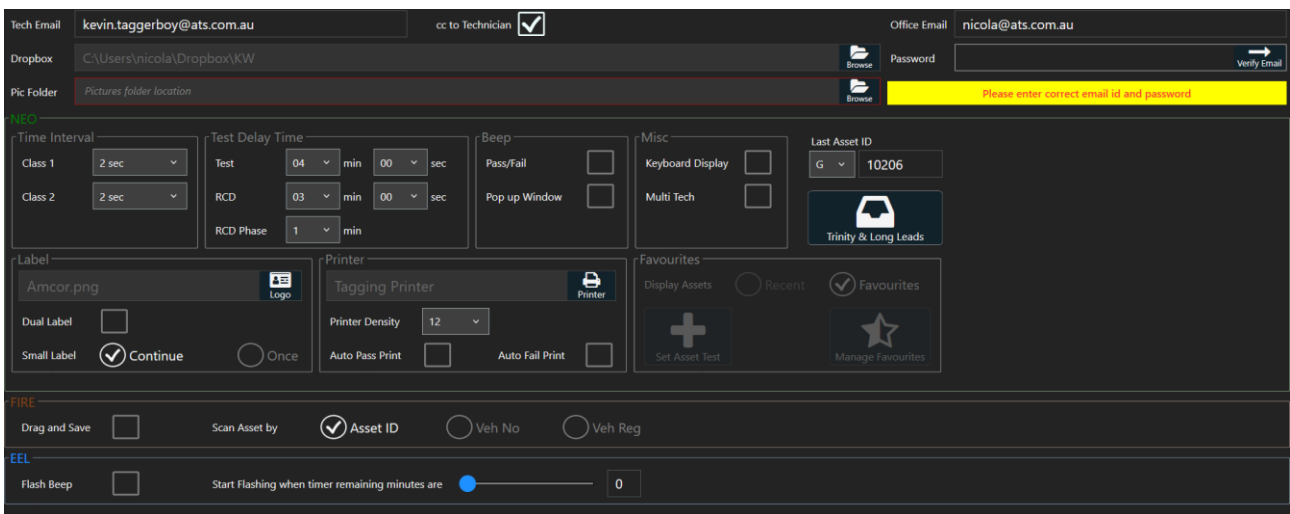 Tech Email kevin.taggerboy@ats.com.au cc to Technician Office Email nicola@ats.com.au
Dropbox C:\Users\nicola\Dropbox\KW Browse Password Verify Email
Pic Folder Pictures folder location Browse Please enter correct email id and password
NEO
Time Interval Test Delay Time Beep Misc Last Asset ID
Class 1 2 sec Test 04 min 00 sec Pass/Fail Keyboard Display G 10206
Class 2 2 sec RCD 03 min 00 sec Pop up Window Multi Tech
RCD Phase 1 min Trinity & Long Leads
Label Printer Favourites
Amcor.png Logo Tagging Printer Printer Display Assets Recent Favourites
Dual Label Printer Density 12
Small Label Continue Once Auto Pass Print Auto Fail Print Set Asset Test Manage Favourites
FIRE
Drag and Save Scan Asset by Asset ID Veh No Veh Reg
EEL
Flash Beep Start Flashing when timer remaining minutes are 0